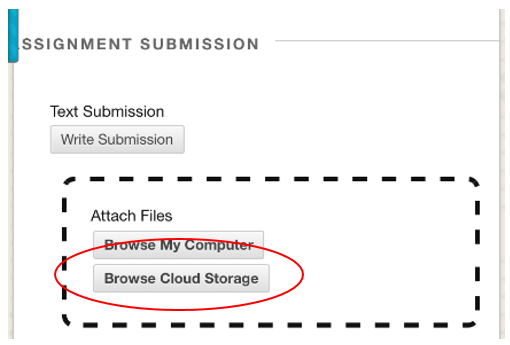 SSIGNMENT SUBMISSION
Text Submission
Write Submission
Attach Files
Browse My Computer
Browse Cloud Storage